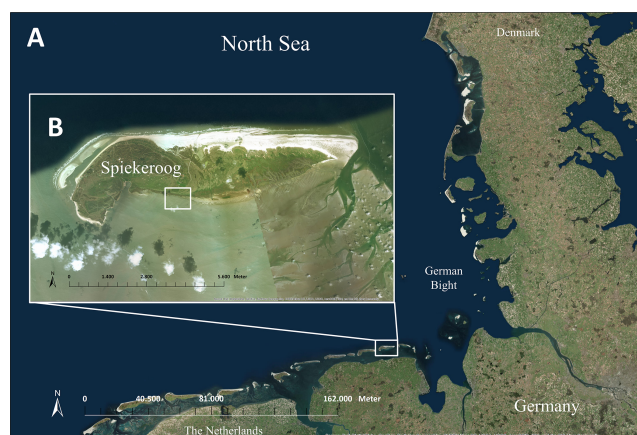 A
North Sea
Denmark
B
Spiekeroog
N
0 1.400 2.800 5.600 Meter
German
Bight
N
0 40.500 81.000 162.000 Meter
Germany
The Netherlands